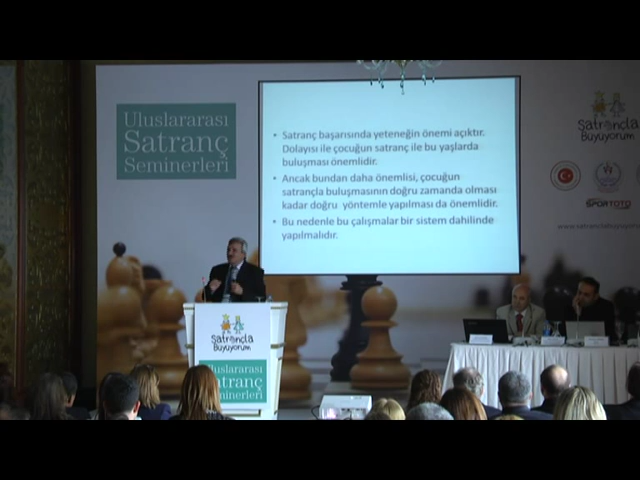 Uluslararası
Satranç
Seminerleri
• Satranç başarısında yeteneğin önemi açıktır.
Dolayısı ile çocuğun satranç ile bu yaşlarda
buluşması önemlidir.
• Ancak bundan daha önemlisi, çocuğun
satrançla buluşmasının doğru zamanda olması
kadar doğru yöntemle yapılması da önemlidir.
• Bu nedenle bu çalışmalar bir sistem dahilinde
yapılmalıdır.
Satrançla
Büyüyorum
SPORTOTO
Satrançla
Büyüyorum
Uluslararası
Satranç
Seminerleri